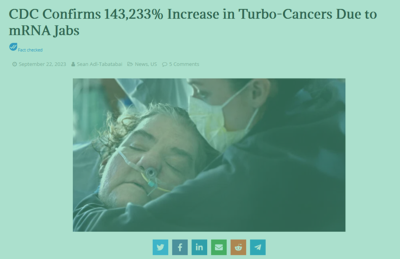 CDC Confirms 143,233% Increase in Turbo-Cancers Due to
mRNA Jabs
Fact checked
September 23, 2024 Sean Adl-Tabatabai News, US 5 Comments